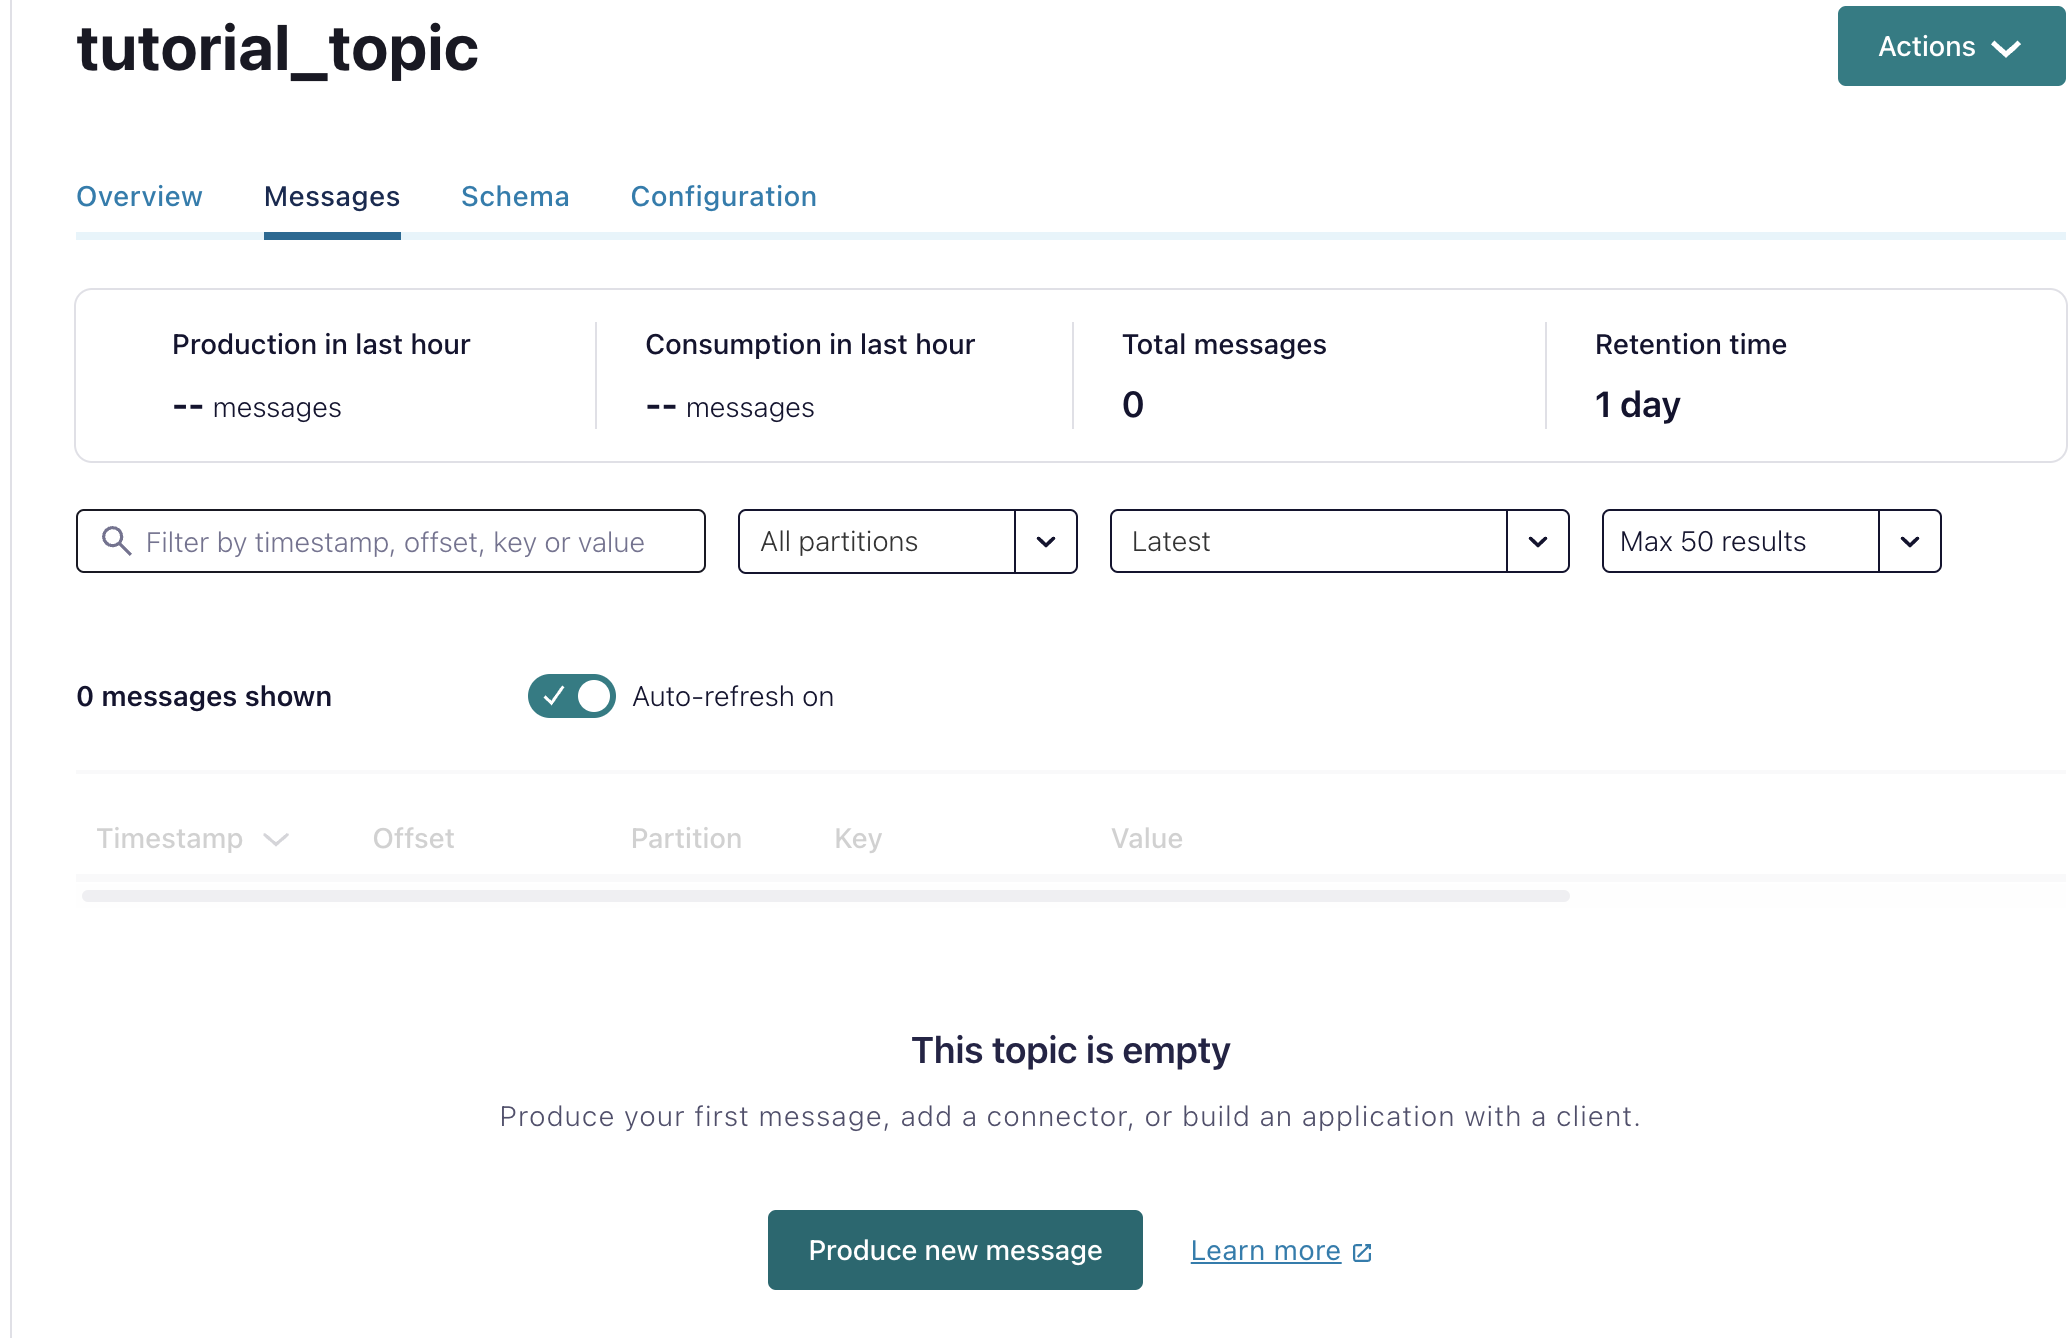 tutorial_topic
Actions
Overview Messages Schema Configuration
Production in last hour Consumption in last hour Total messages Retention time
-- messages -- messages 0 1 day
Filter by timestamp, offset, key or value All partitions Latest Max 50 results
0 messages shown Auto-refresh on
Timestamp Offset Partition Key Value
This topic is empty
Produce your first message, add a connector, or build an application with a client.
Produce new message Learn more